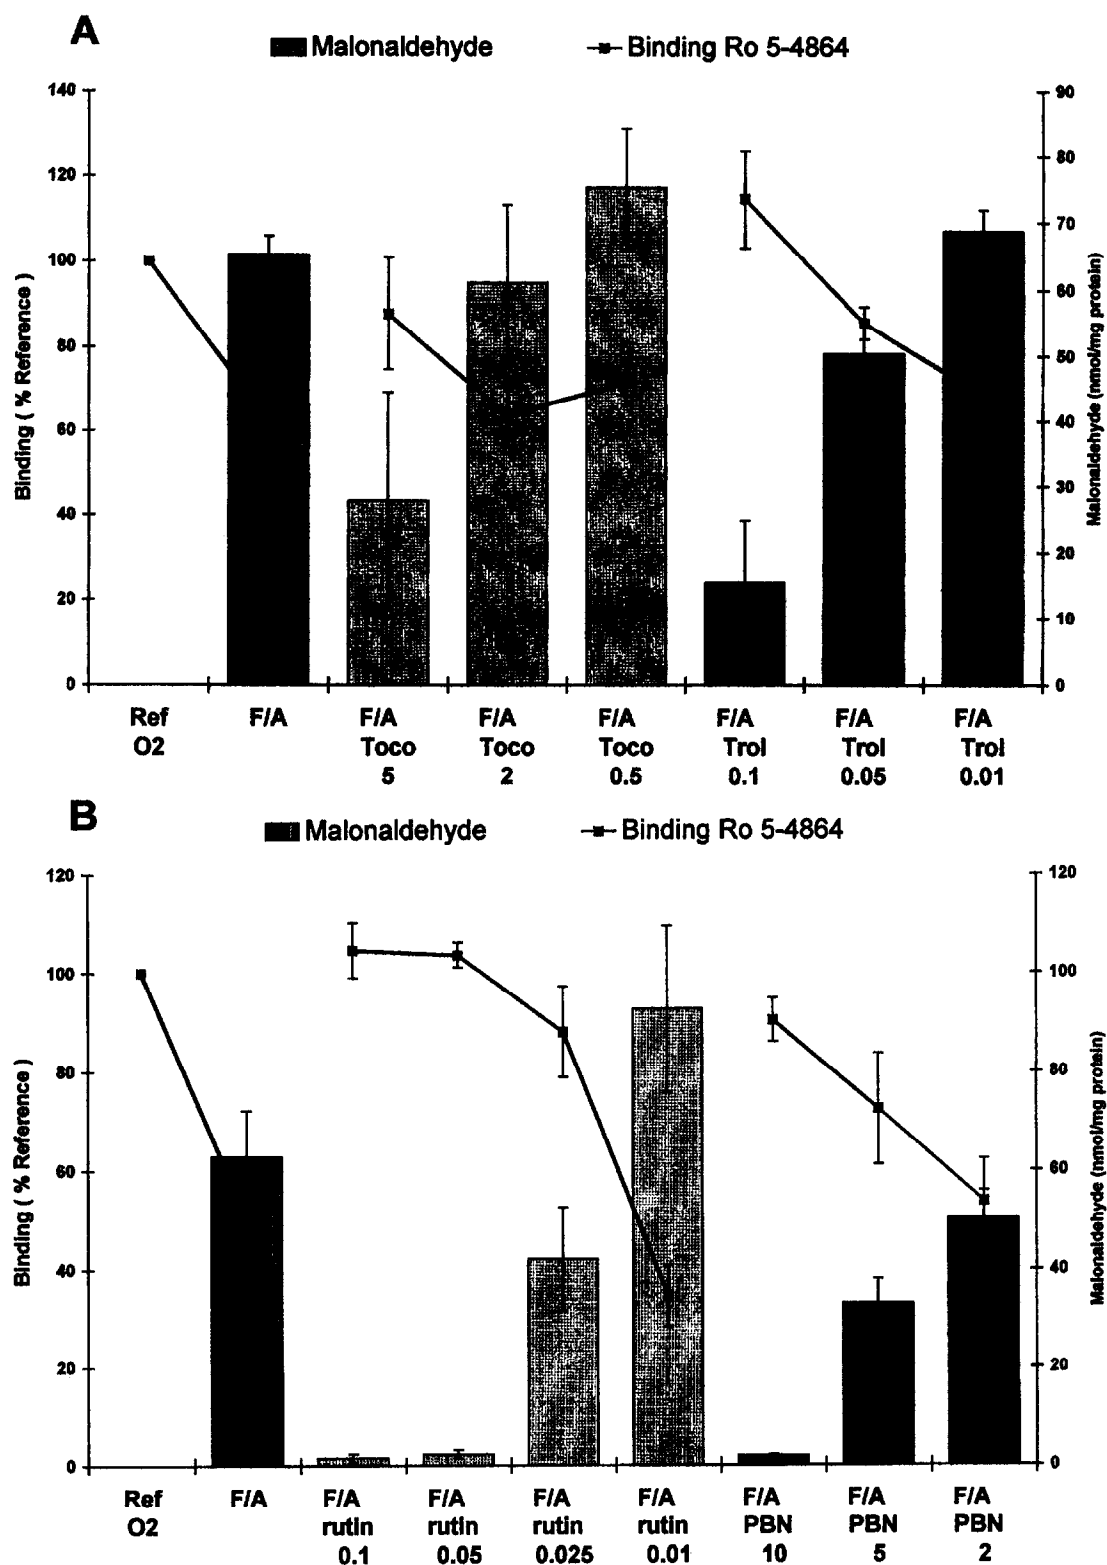 A
Malonaldehyde
Binding Ro 5-4864
140
120
100
80
60
40
20
0
Binding ( % Reference )
90
80
70
60
50
40
30
20
10
0
Malonaldehyde (nmol/mg protein)
Ref F/A F/A F/A F/A F/A F/A F/A
O2 Toco Toco Toco Trol Trol Trol
5 2 0.5 0.1 0.05 0.01
B
Malonaldehyde
Binding Ro 5-4864
120
100
80
60
40
20
0
Binding ( % Reference )
120
100
80
60
40
20
0
Malonaldehyde (nmol/mg protein)
Ref F/A F/A F/A F/A F/A F/A F/A F/A
O2 rutin rutin rutin rutin PBN PBN PBN
0.1 0.05 0.025 0.01 10 5 2